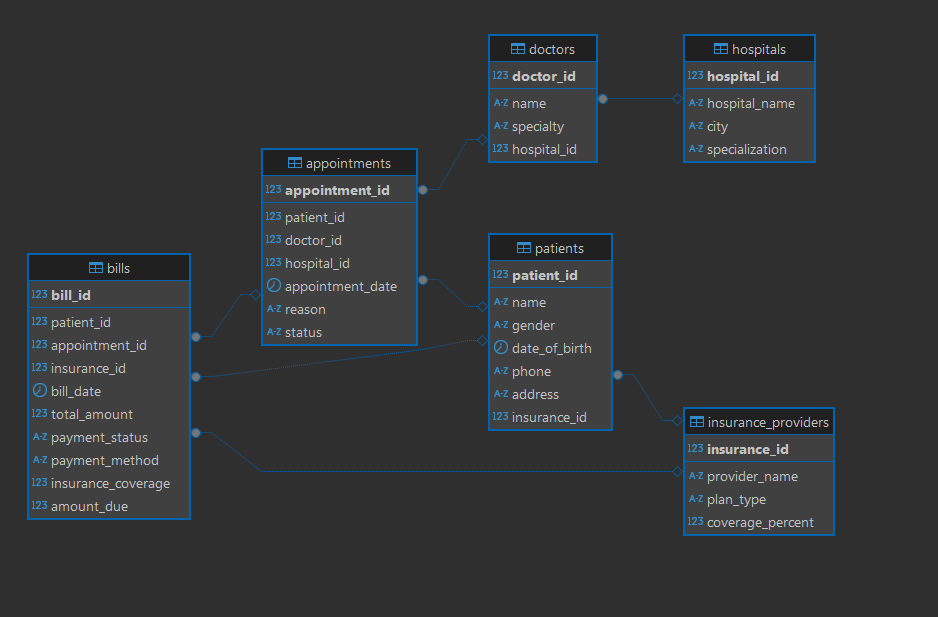 doctors
123 doctor_id
A-Z name
A-Z specialty
123 hospital_id
hospitals
123 hospital_id
A-Z hospital_name
A-Z city
A-Z specialization
appointments
123 appointment_id
123 patient_id
123 doctor_id
123 hospital_id
appointment_date
A-Z reason
A-Z status
patients
123 patient_id
A-Z name
A-Z gender
date_of_birth
A-Z phone
A-Z address
123 insurance_id
bills
123 bill_id
123 patient_id
123 appointment_id
123 insurance_id
bill_date
123 total_amount
A-Z payment_status
A-Z payment_method
123 insurance_coverage
123 amount_due
insurance_providers
123 insurance_id
A-Z provider_name
A-Z plan_type
123 coverage_percent